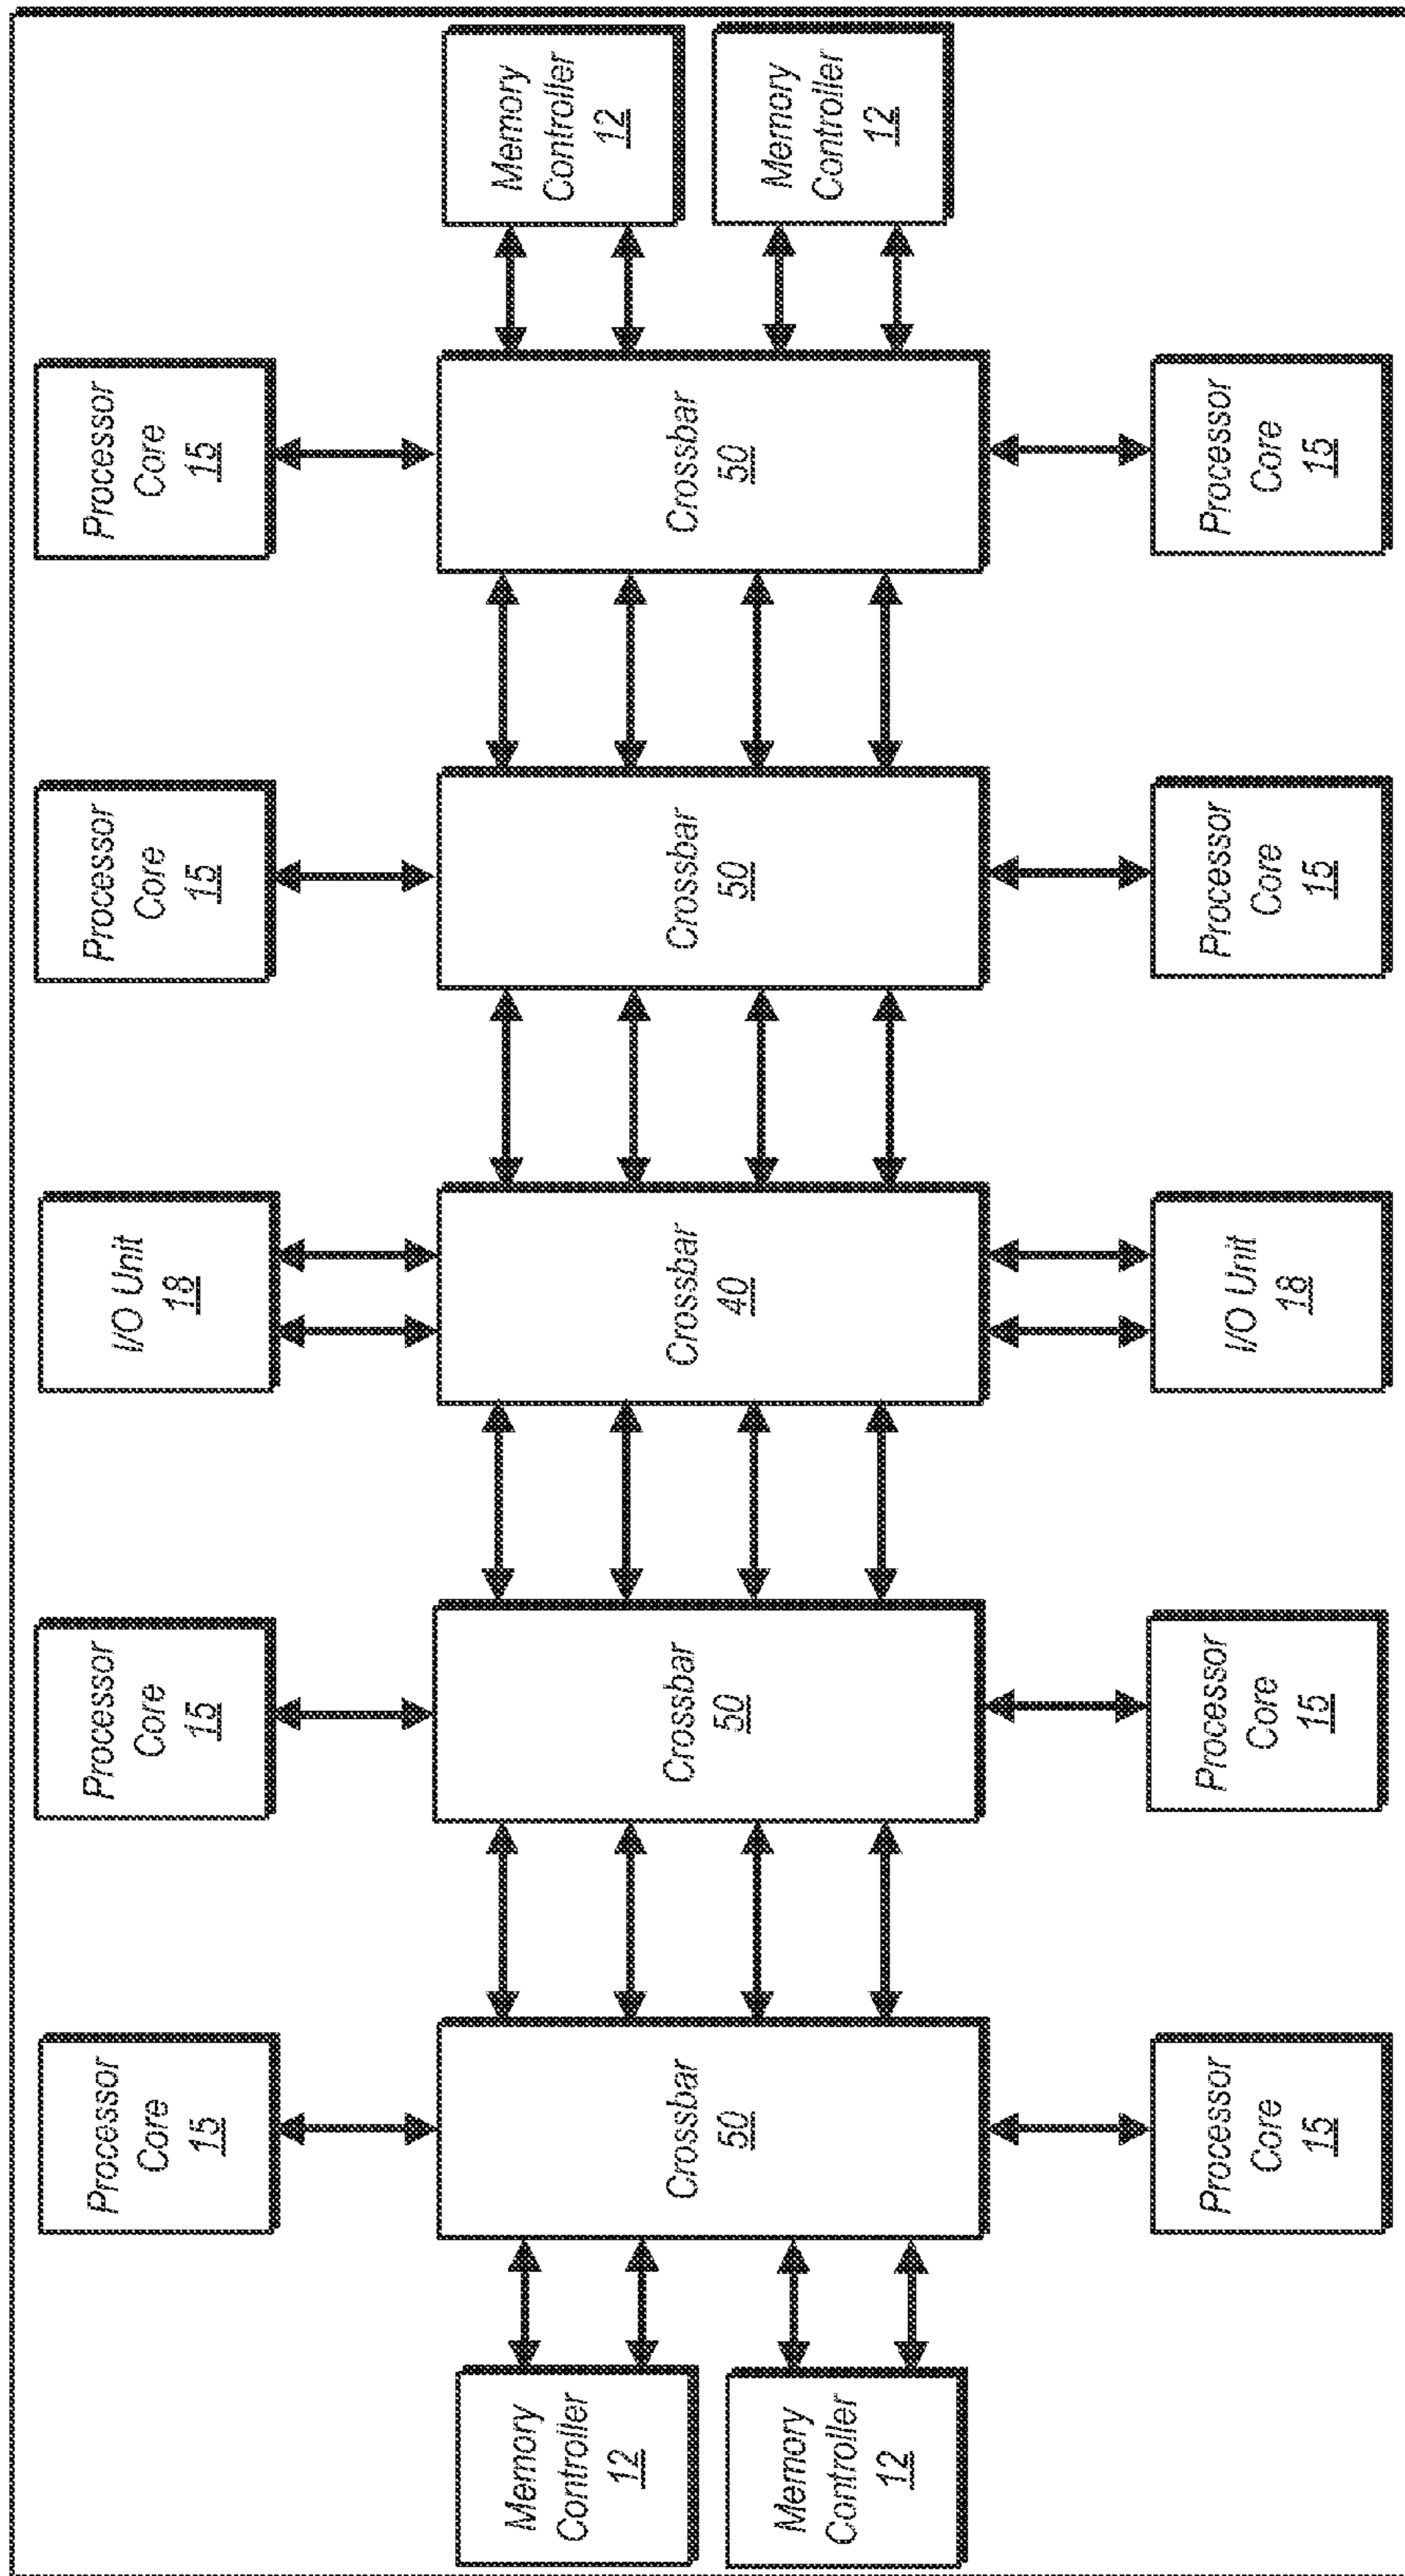 Processor
Core
15
Processor
Core
15
I/O Unit
18
Processor
Core
15
Processor
Core
15
Memory
Controller
12
Memory
Controller
12
Crossbar
50
Crossbar
50
Crossbar
40
Crossbar
50
Crossbar
50
Memory
Controller
12
Memory
Controller
12
Processor
Core
15
Processor
Core
15
I/O Unit
18
Processor
Core
15
Processor
Core
15